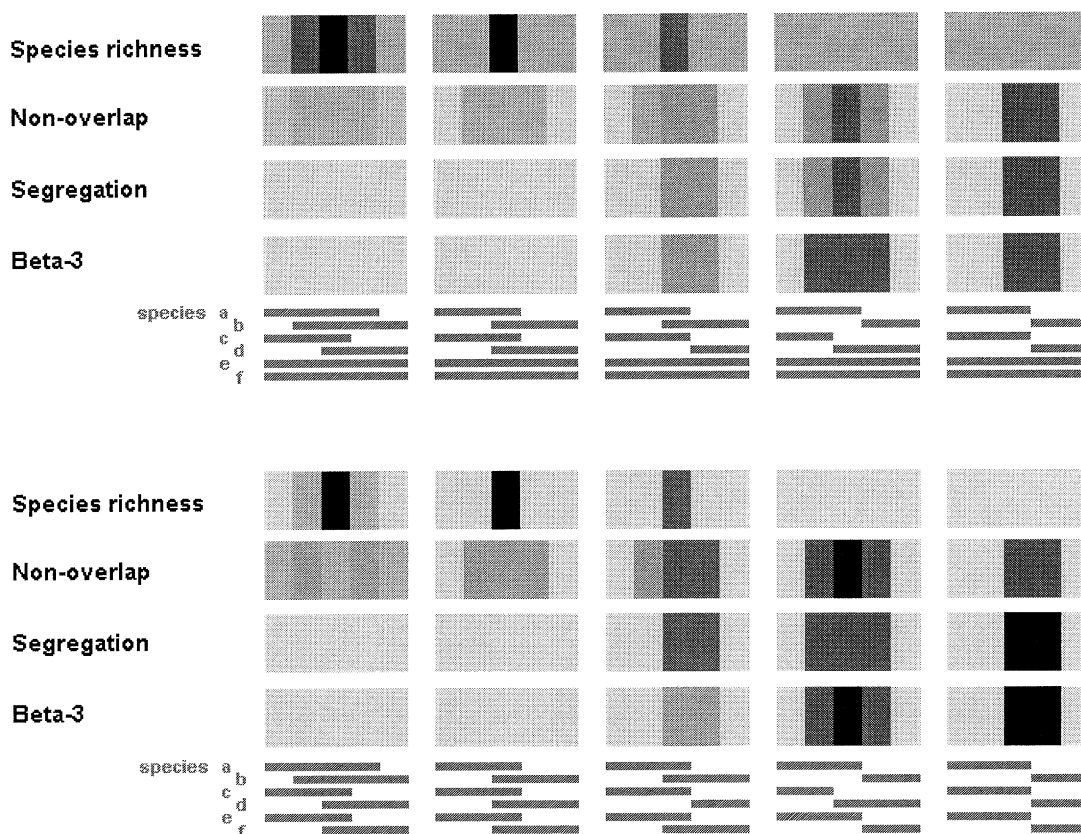 Species richness
Non-overlap
Segregation
Beta-3
species a
b
c
d
e
f
Species richness
Non-overlap
Segregation
Beta-3
species a
b
c
d
e
f